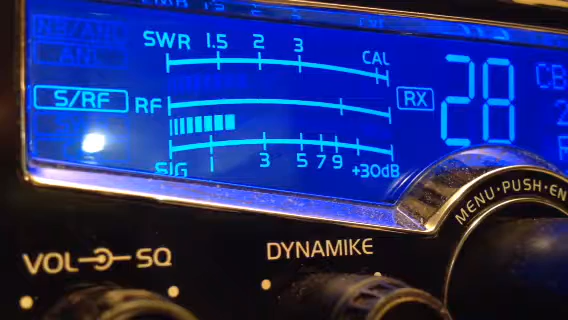 SWR 1.5 2 3 CAL
S/RF RF RX 28 CB
SIG 1 3 5 7 9 +30dB
MENU·PUSH·EN
VOL SQ DYNAMIKE